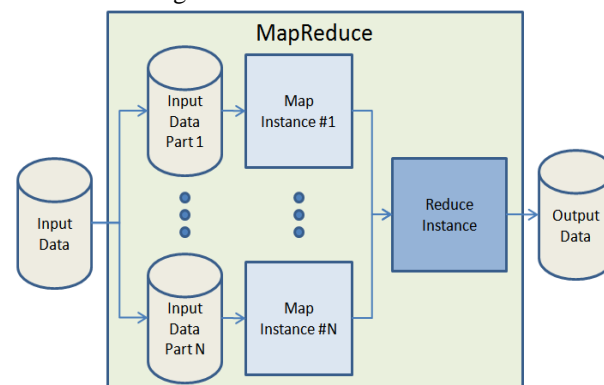 MapReduce
Input
Data
Part 1
Map
Instance #1
Input
Data
Reduce
Instance
Output
Data
Input
Data
Part N
Map
Instance #N